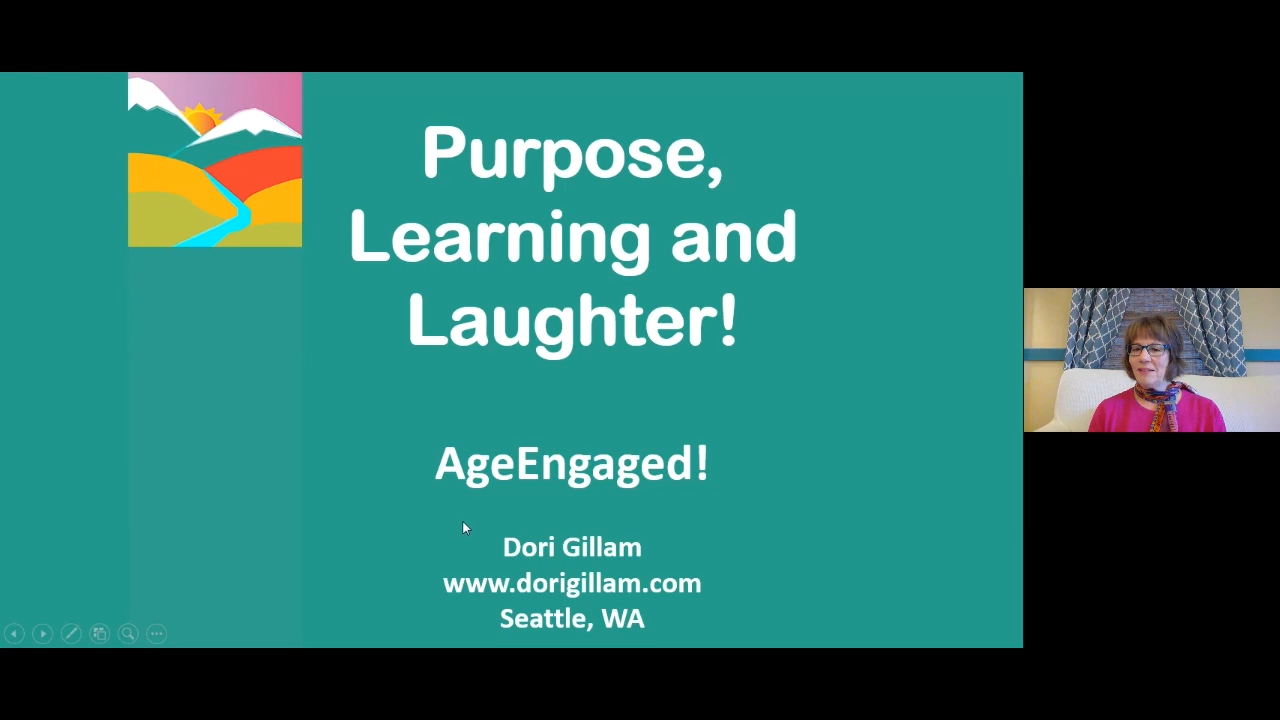 Purpose,
Learning and
Laughter!
AgeEngaged!
Dori Gillam
www.dorigillam.com
Seattle, WA